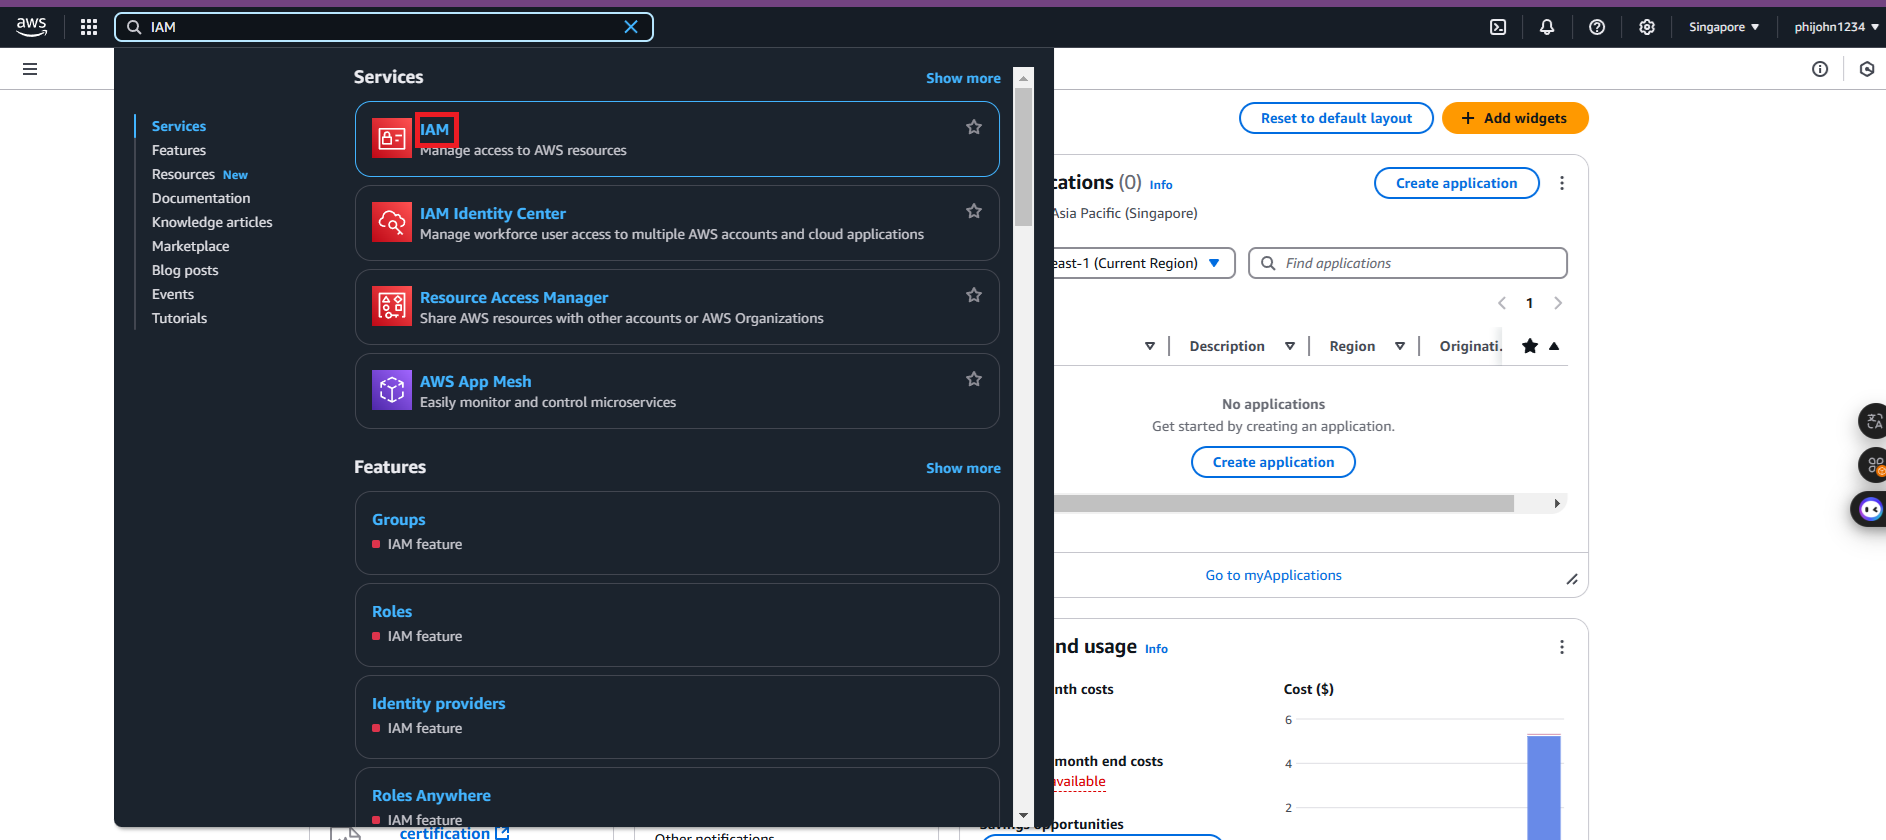 aws
IAM
Singapore
phijohn1234
Services
Features
Resources New
Documentation
Knowledge articles
Marketplace
Blog posts
Events
Tutorials
Services
Show more
IAM
Manage access to AWS resources
IAM Identity Center
Manage workforce user access to multiple AWS accounts and cloud applications
Resource Access Manager
Share AWS resources with other accounts or AWS Organizations
AWS App Mesh
Easily monitor and control microservices
Features
Show more
Groups
IAM feature
Roles
IAM feature
Identity providers
IAM feature
Roles Anywhere
IAM feature
certification
Other notifications
Reset to default layout
+ Add widgets
cations (0) Info
Create application
Asia Pacific (Singapore)
east-1 (Current Region)
Find applications
1
Description
Region
Originati.
No applications
Get started by creating an application.
Create application
Go to myApplications
nd usage Info
nth costs
Cost ($)
6
month end costs
4
vailable
2
Savings opportunities